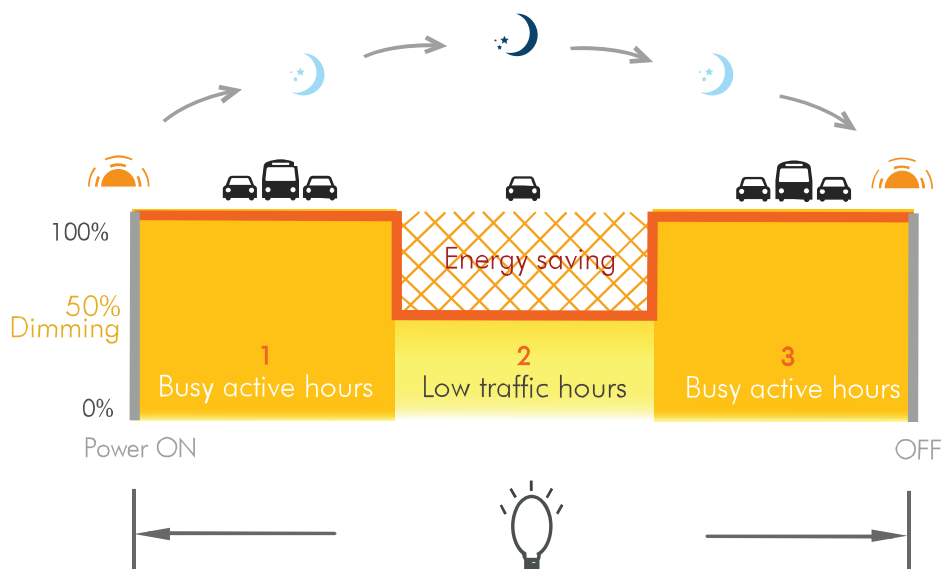 100%
Energy saving
50%
Dimming
1
2
3
Busy active hours
Low traffic hours
Busy active hours
0%
Power ON
OFF